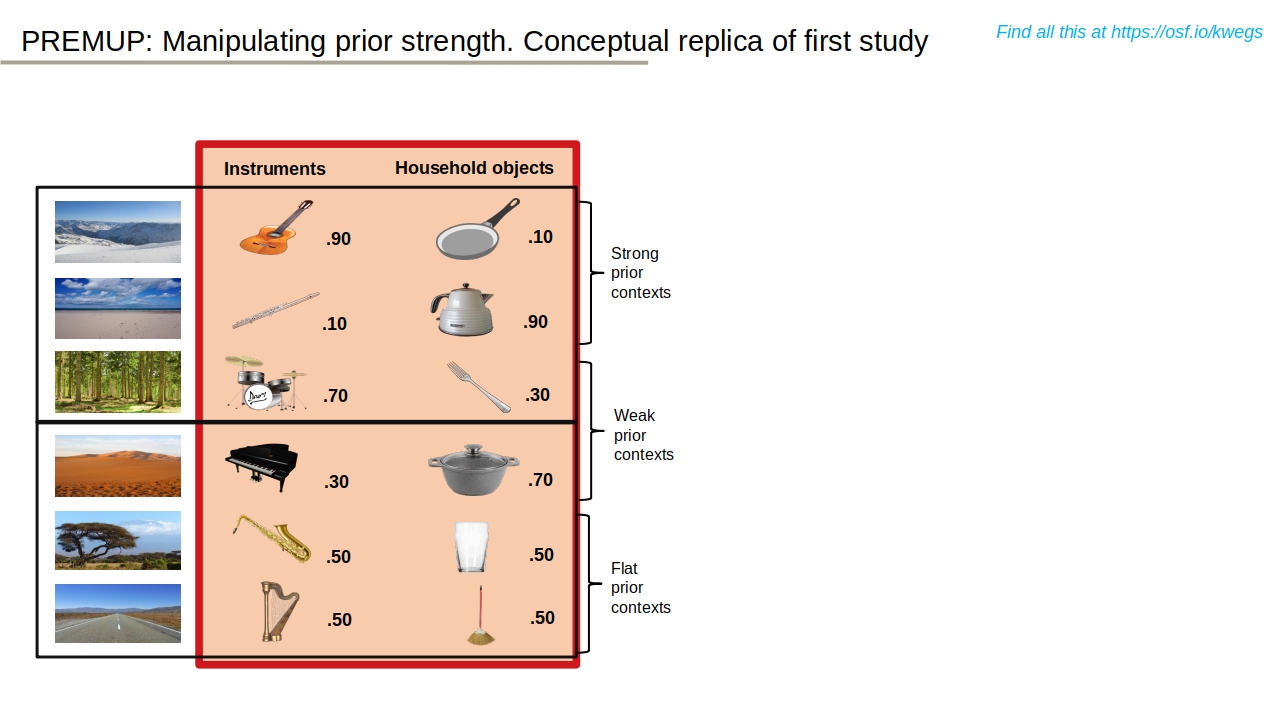 PREMUP: Manipulating prior strength. Conceptual replica of first study
Find all this at https://osf.io/kwegs
Instruments Household objects
.90 .10
.10 .90
.70 .30
Strong
prior
contexts
.30 .70
Weak
prior
contexts
.50 .50
.50 .50
Flat
prior
contexts